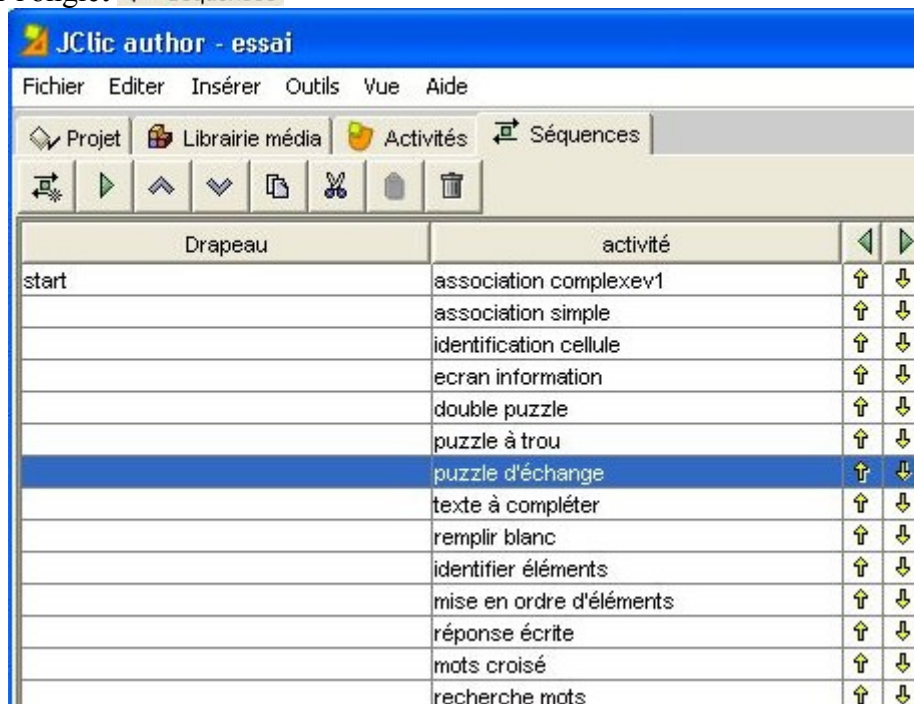 JClic author - essai
Fichier Editer Insérer Outils Vue Aide
Projet Librairie média Activités Séquences
Drapeau activité
start association complexev1
association simple
identification cellule
ecran information
double puzzle
puzzle à trou
puzzle d'échange
texte à compléter
remplir blanc
identifier éléments
mise en ordre d'éléments
réponse écrite
mots croisé
recherche mots